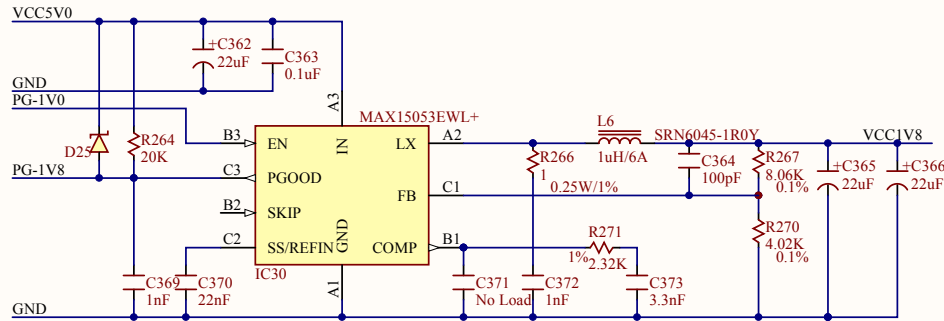 VCC5V0
+C362
22uF
C363
0.1uF
GND
PG-1V0
A3
MAX15053EWL+
L6
D25
R264
20K
B3
EN
IN
LX
A2
SRN6045-1R0Y
VCC1V8
1uH/6A
R266
1
C364
100pF
R267
8.06K
0.1%
+C365
22uF
+C366
22uF
PG-1V8
C3
PGOOD
FB
C1
0.25W/1%
B2
SKIP
R270
4.02K
0.1%
C2
SS/REFIN
GND
COMP
B1
R271
1%
2.32K
IC30
A1
C369
1nF
C370
22nF
C371
No Load
C372
1nF
C373
3.3nF
GND